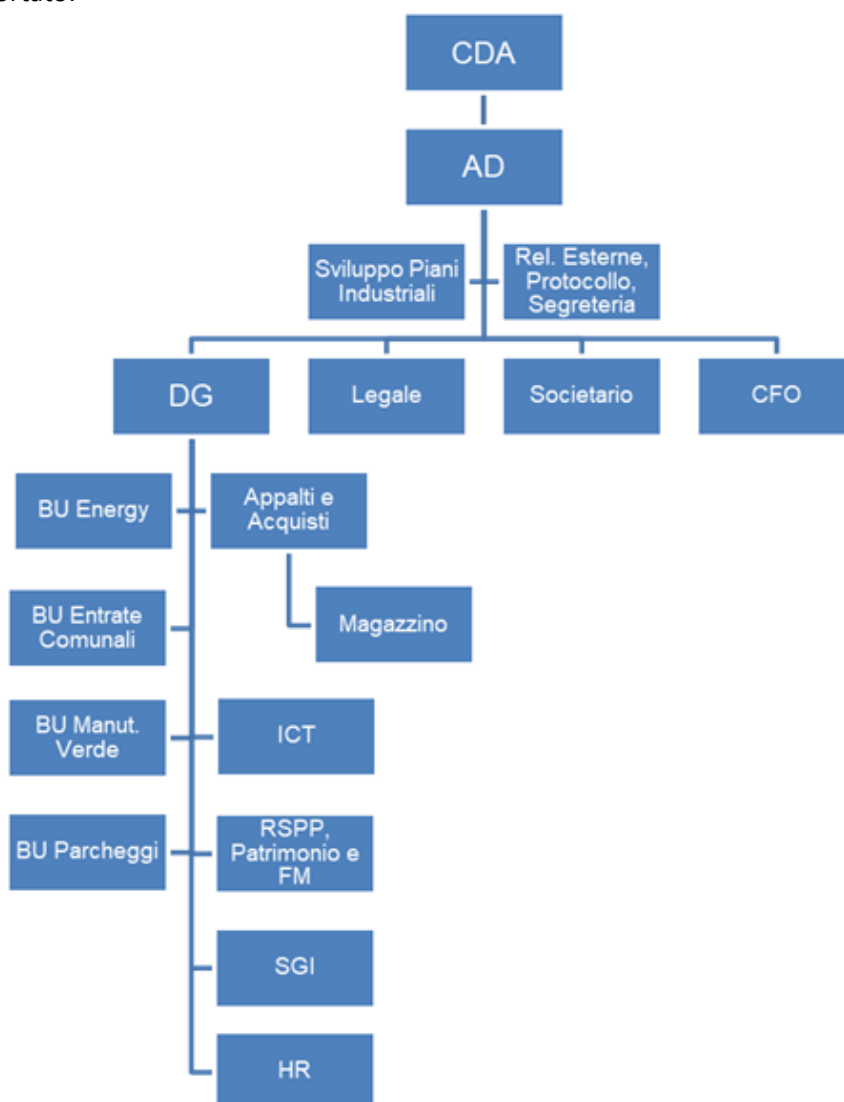 CDA
AD
Sviluppo Piani
Industriali
Rel. Esterne,
Protocollo,
Segreteria
DG
Legale
Societario
CFO
BU Energy
Appalti e
Acquisti
BU Entrate
Comunali
Magazzino
BU Manut.
Verde
ICT
BU Parcheggi
RSPP,
Patrimonio e
FM
SGI
HR